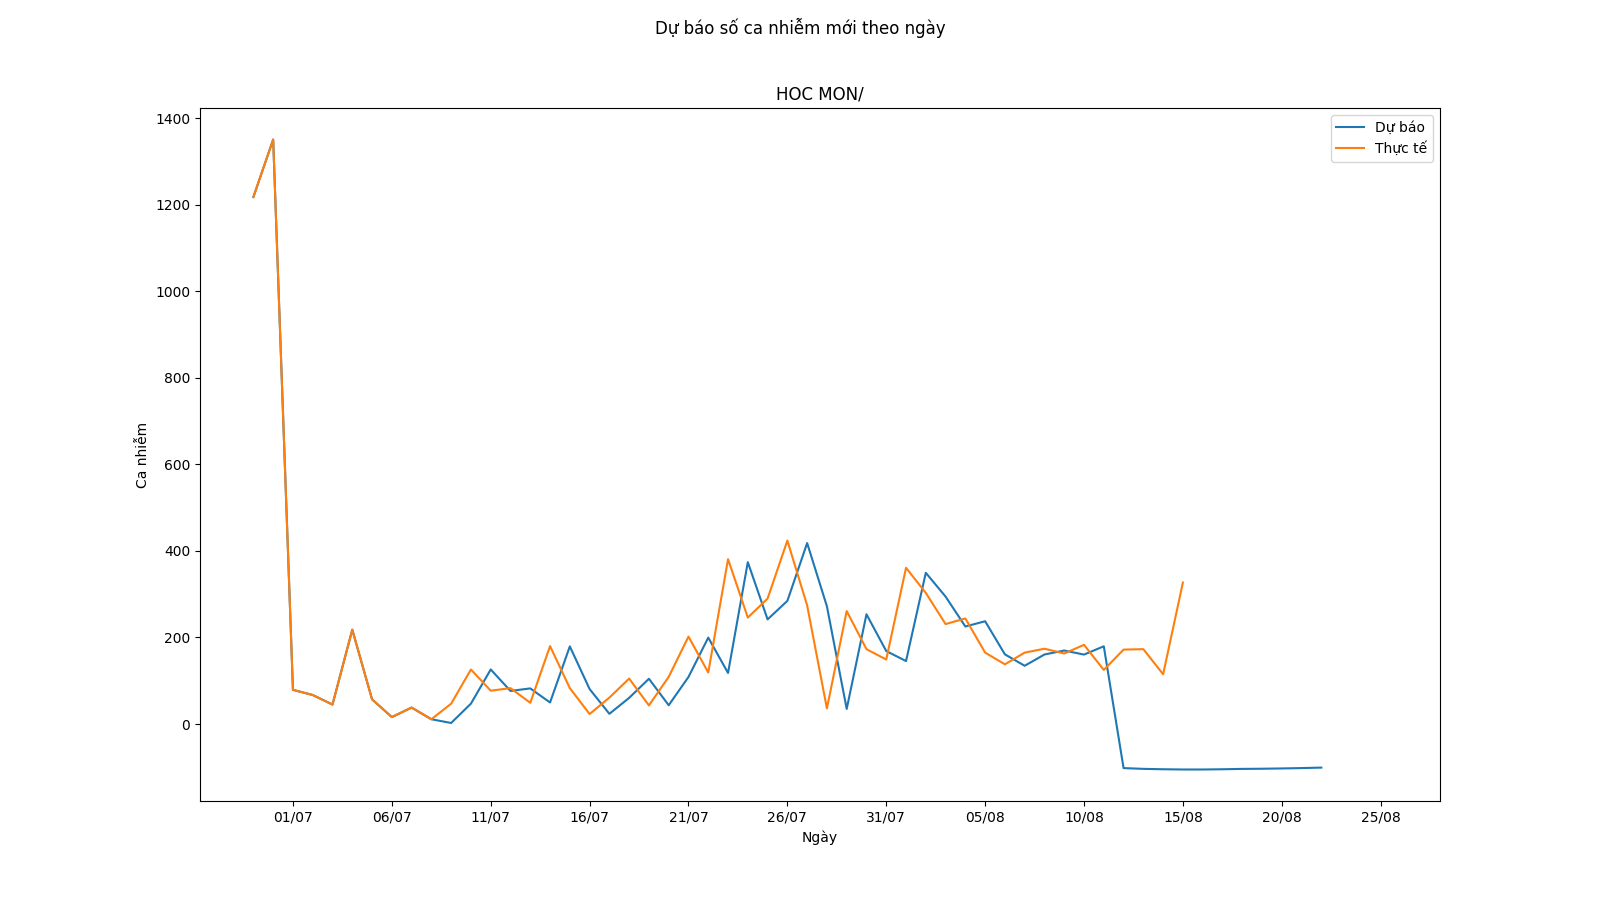 Dự báo số ca nhiễm mới theo ngày
HOC MON/
Dự báo
Thực tế
1400
1200
1000
800
600
400
200
0
Ca nhiễm
01/07 06/07 11/07 16/07 21/07 26/07 31/07 05/08 10/08 15/08 20/08 25/08
Ngày